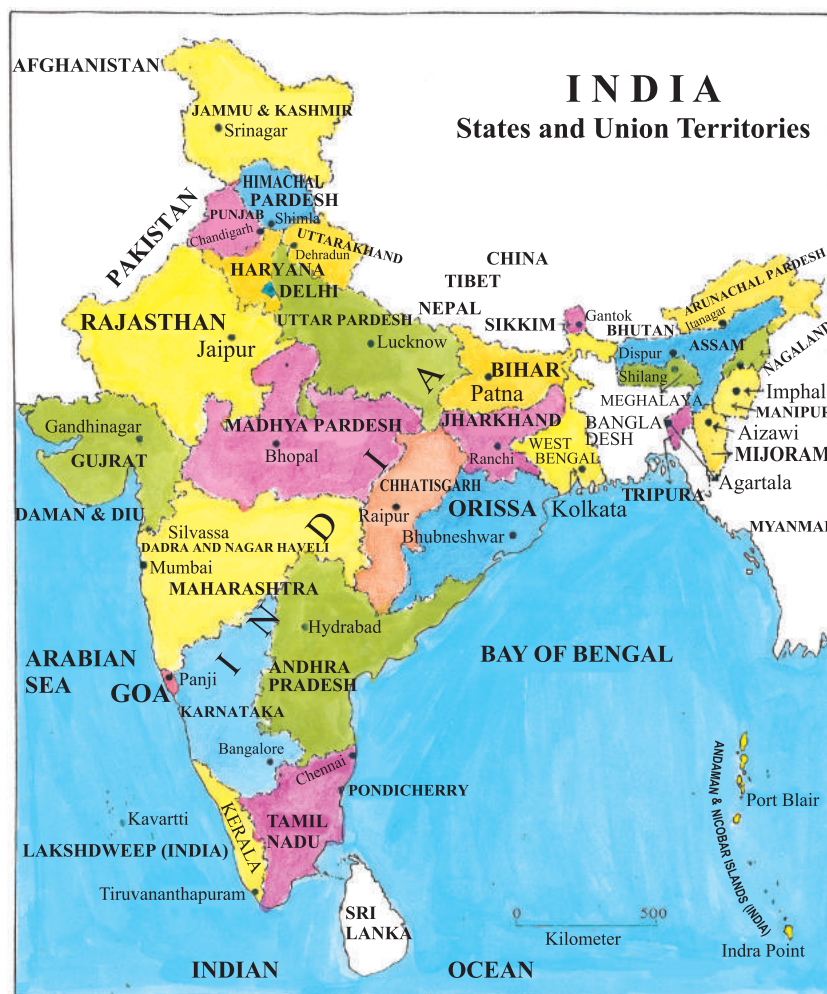 INDIA
States and Union Territories
AFGHANISTAN
JAMMU & KASHMIR
Srinagar
PAKISTAN
HIMACHAL
PARDESH
Shimla
PUNJAB
Chandigarh
UTTARAKHAND
Dehradun
HARYANA
DELHI
CHINA
TIBET
NEPAL
SIKKIM
Gantok
BHUTAN
ARUNACHAL PARDESH
Itanagar
ASSAM
Dispur
NAGALAND
Shilang
MEGHALAYA
Imphal
MANIPUR
BANGLA
DESH
Aizawi
MIJORAM
Agartala
TRIPURA
MYANMAR
RAJASTHAN
Jaipur
UTTAR PARDESH
Lucknow
BIHAR
Patna
JHARKHAND
Ranchi
WEST
BENGAL
Kolkata
Gandhinagar
GUJRAT
MADHYA PARDESH
Bhopal
CHHATISGARH
Raipur
ORISSA
Bhubneshwar
DAMAN & DIU
Silvassa
DADRA AND NAGAR HAVELI
Mumbai
MAHARASHTRA
INDIA
Hydrabad
ANDHRA
PRADESH
ARABIAN
SEA
BAY OF BENGAL
GOA
Panji
KARNATAKA
Bangalore
Chennai
PONDICHERRY
KERALA
TAMIL
NADU
Kavartti
LAKSHDWEEP (INDIA)
Tiruvananthapuram
SRI
LANKA
ANDAMAN & NICOBAR ISLANDS (INDIA)
Port Blair
Indra Point
0 500
Kilometer
INDIAN OCEAN